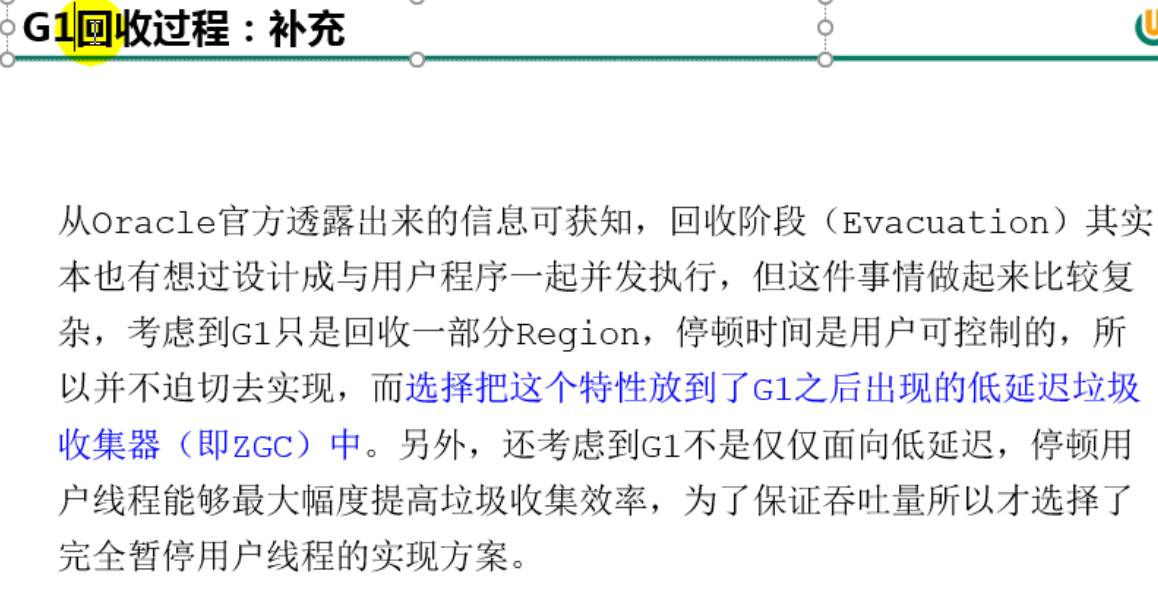 G1回收过程：补充
从Oracle官方透露出来的信息可获知，回收阶段（Evacuation）其实
本也有想过设计成与用户程序一起并发执行，但这件事情做起来比较复
杂，考虑到G1只是回收一部分Region，停顿时间是用户可控制的，所
以并不迫切去实现，而选择把这个特性放到了G1之后出现的低延迟垃圾
收集器（即ZGC）中。另外，还考虑到G1不是仅仅面向低延迟，停顿用
户线程能够最大幅度提高垃圾收集效率，为了保证吞吐量所以才选择了
完全暂停用户线程的实现方案。